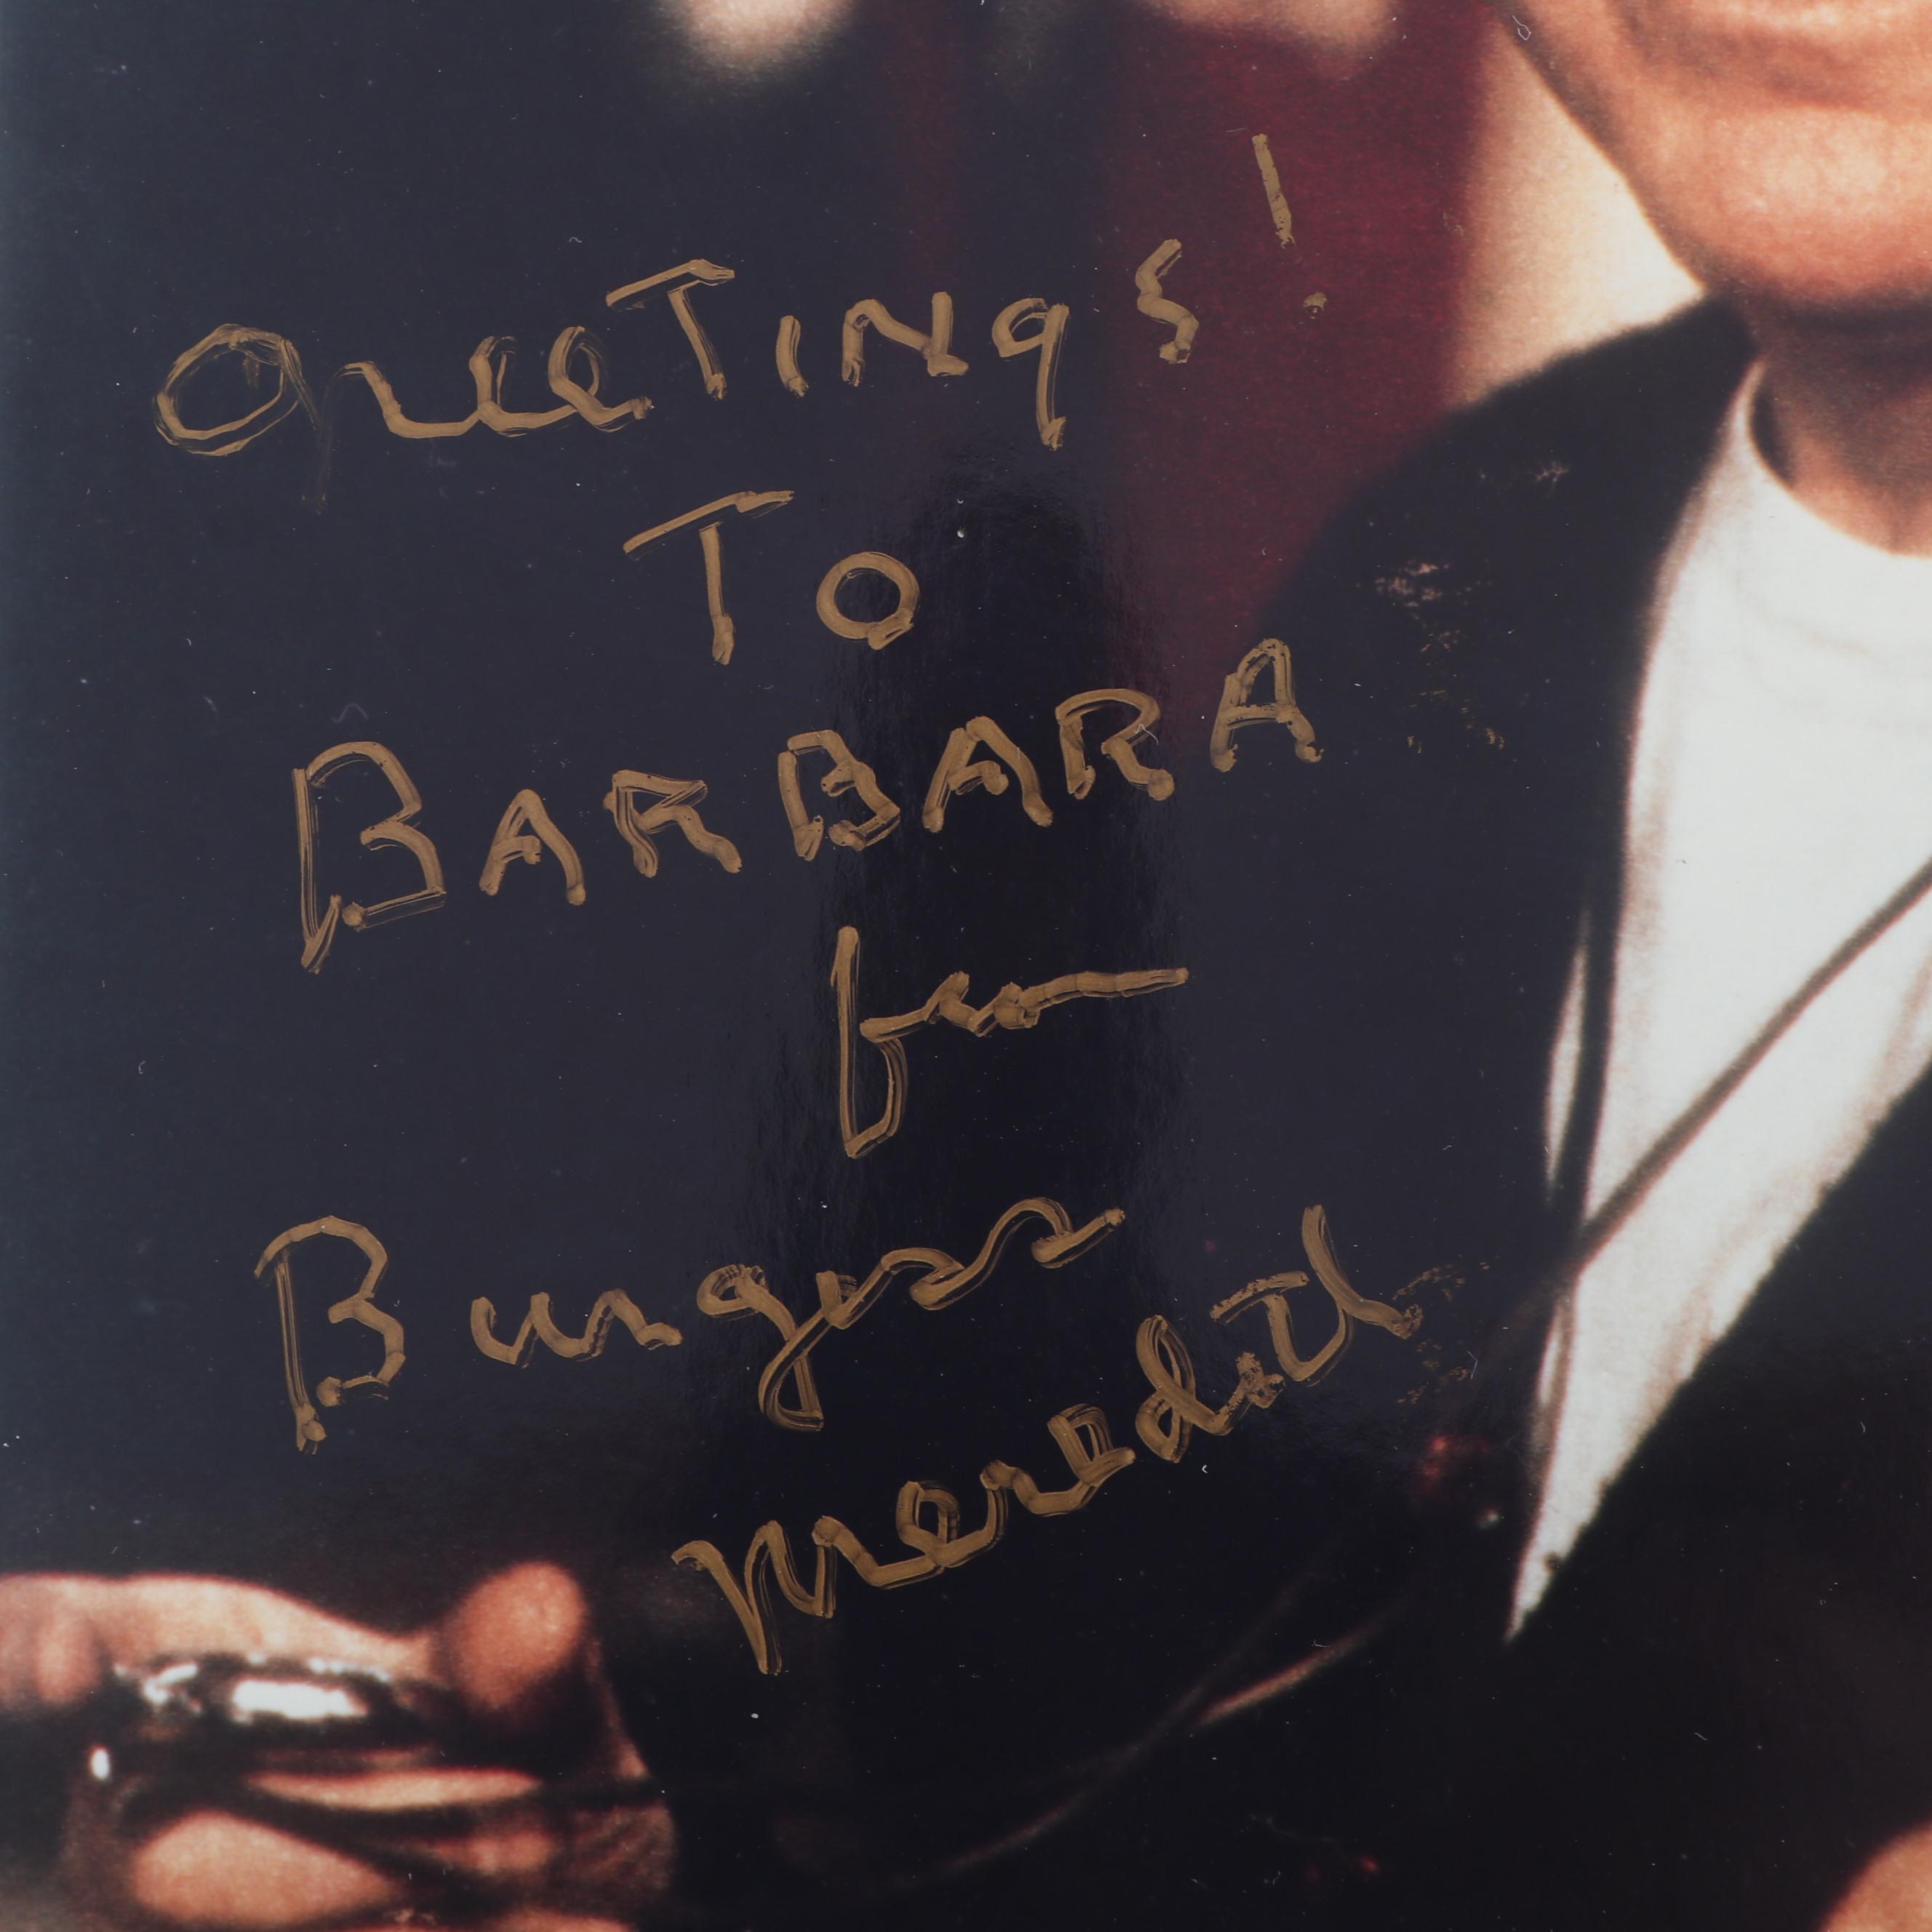 GreeTings!
To
BARBARA
from
Burgess
Meredith